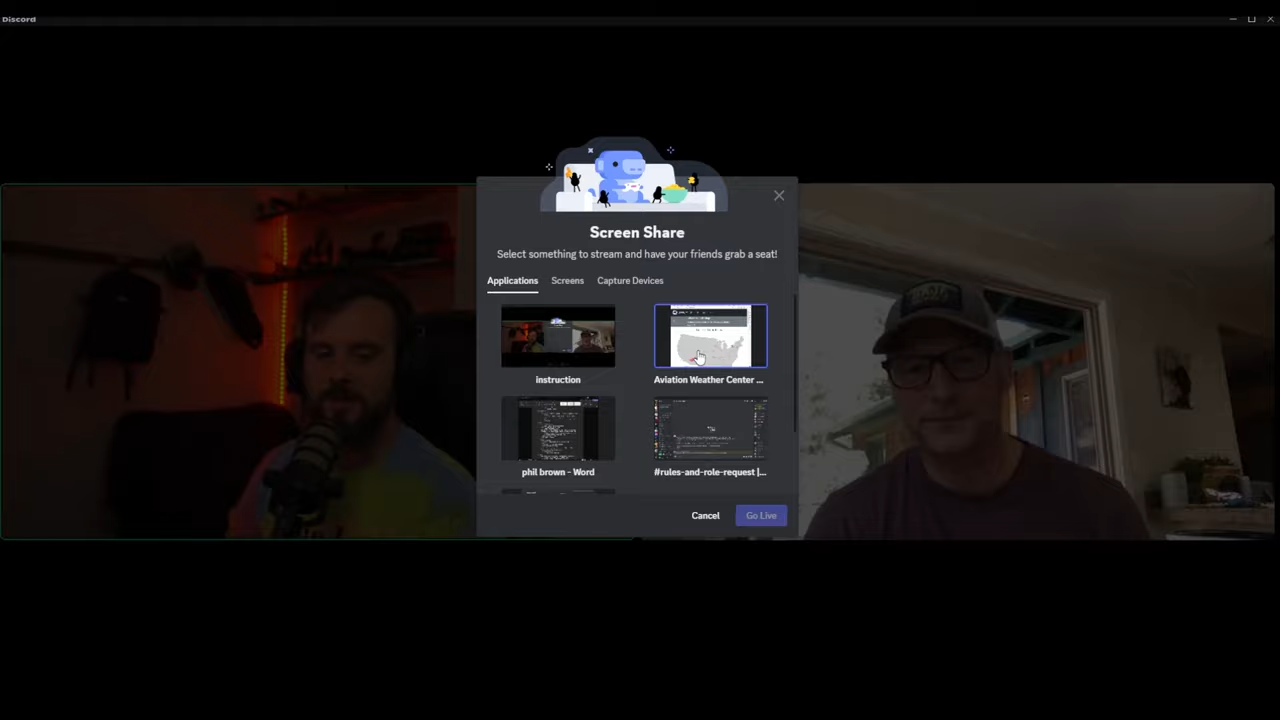 Discord
Screen Share
Select something to stream and have your friends grab a seat!
Applications Screens Capture Devices
instruction
Aviation Weather Center ...
phil brown - Word
#rules-and-role-request |...
Cancel
Go Live